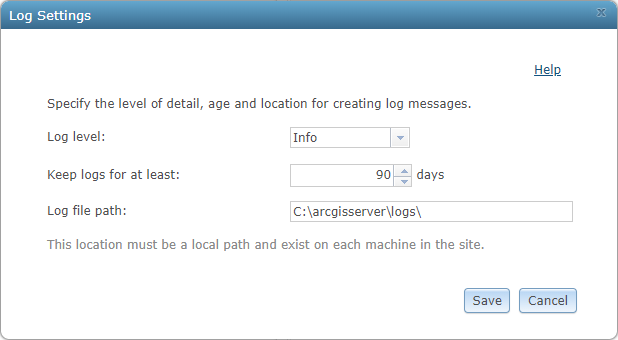 Log Settings
Help
Specify the level of detail, age and location for creating log messages.
Log level: Info
Keep logs for at least: 90 days
Log file path: C:\arcgisserver\logs\
This location must be a local path and exist on each machine in the site.
Save Cancel